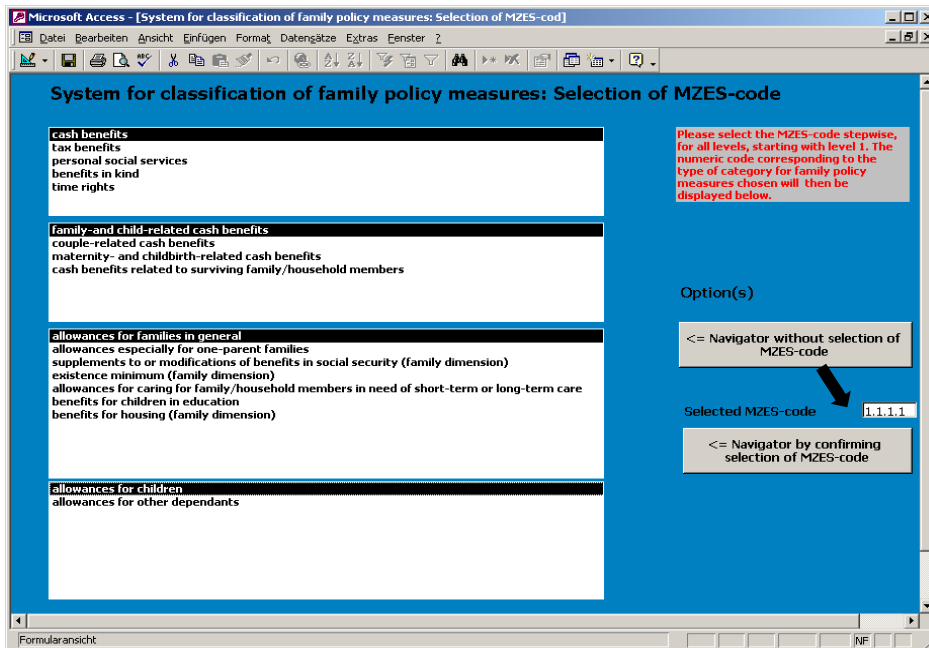 Microsoft Access - [System for classification of family policy measures: Selection of MZES-cod]
Datei Bearbeiten Ansicht Einfügen Format Datensätze Extras Fenster ?
System for classification of family policy measures: Selection of MZES-code
cash benefits
tax benefits
personal social services
benefits in kind
time rights
Please select the MZES-code stepwise,
for all levels, starting with level 1. The
numeric code corresponding to the
type of category for family policy
measures chosen will then be
displayed below.
family-and child-related cash benefits
couple-related cash benefits
maternity- and childbirth-related cash benefits
cash benefits related to surviving family/household members
Option(s)
allowances for families in general
allowances especially for one-parent families
supplements to or modifications of benefits in social security (family dimension)
existence minimum (family dimension)
allowances for caring for family/household members in need of short-term or long-term care
benefits for children in education
benefits for housing (family dimension)
<= Navigator without selection of
MZES-code
Selected MZES-code 1.1.1.1
<= Navigator by confirming
selection of MZES-code
allowances for children
allowances for other dependants
Formularansicht NF